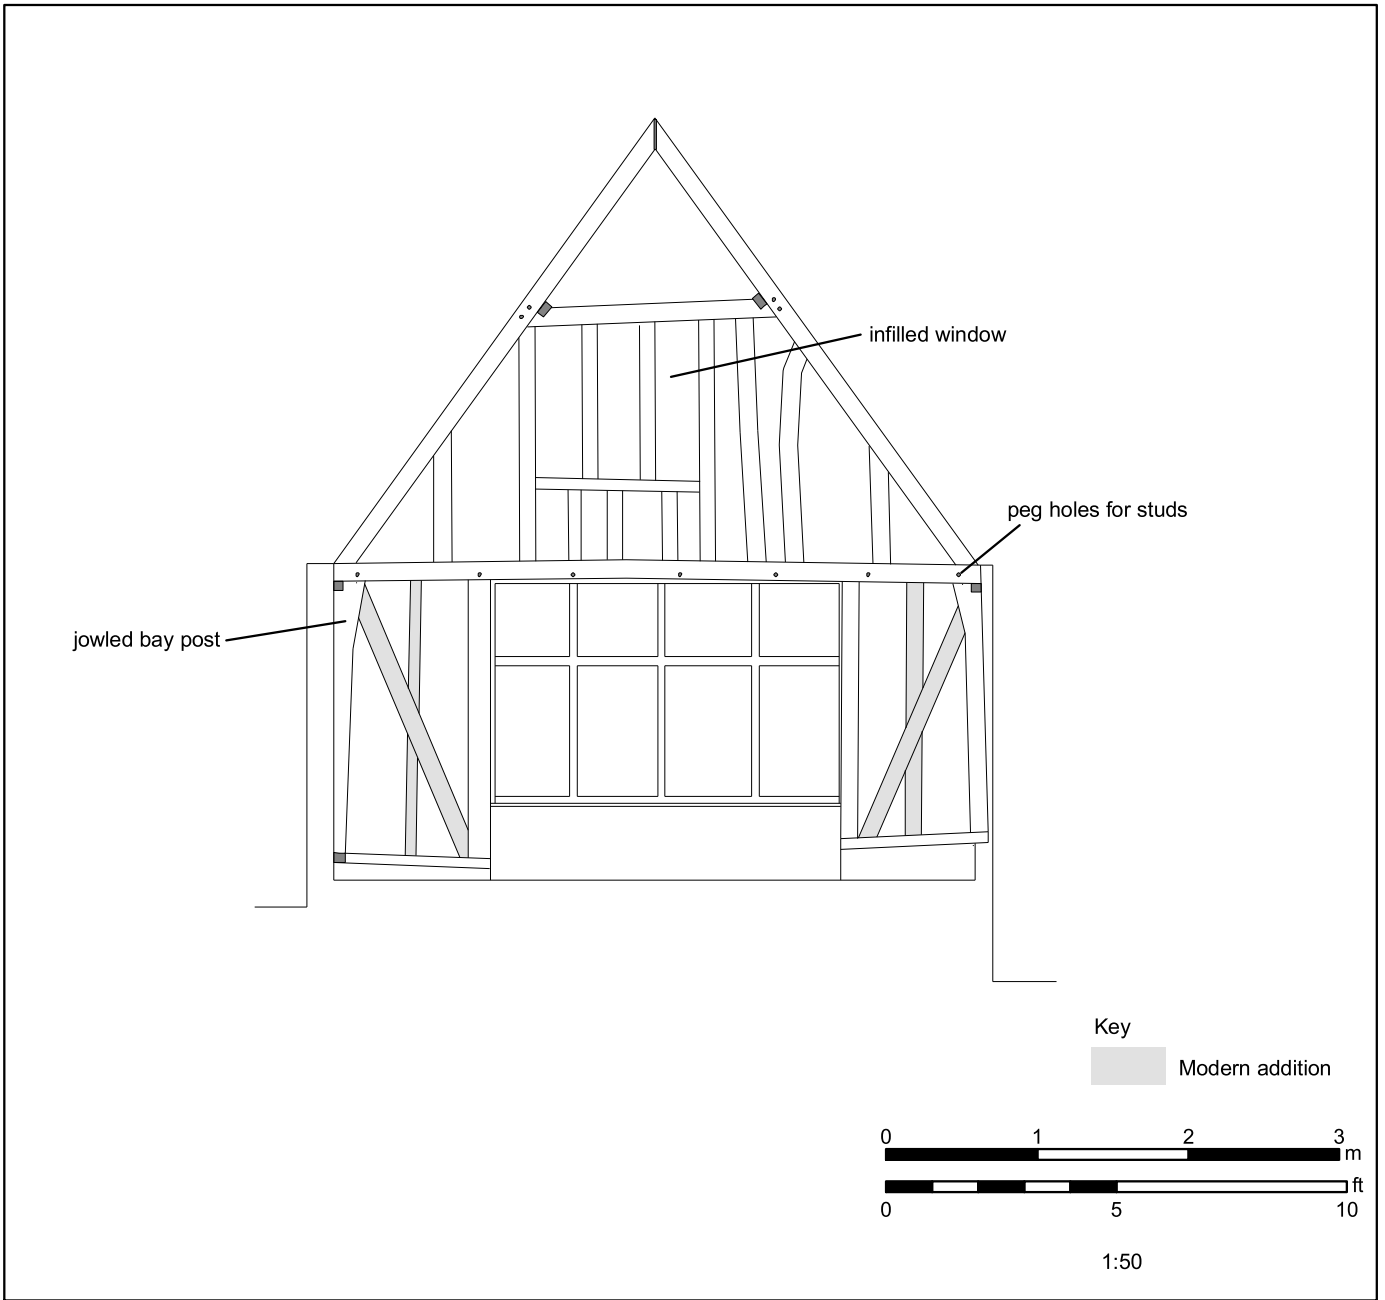 infilled window
peg holes for studs
jowled bay post
Key
Modern addition
0 1 2 3
m
ft
0 5 10
1:50